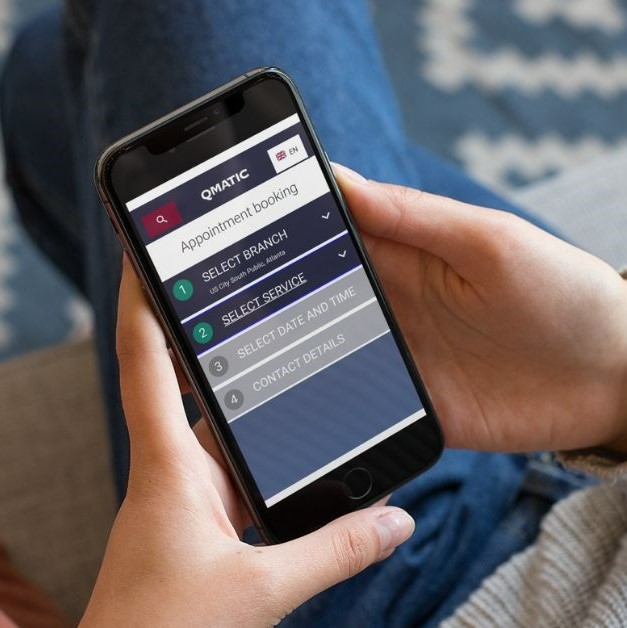 EN
QMATIC
Appointment booking
1 SELECT BRANCH
US City South Public, Atlanta
2 SELECT SERVICE
3 SELECT DATE AND TIME
4 CONTACT DETAILS